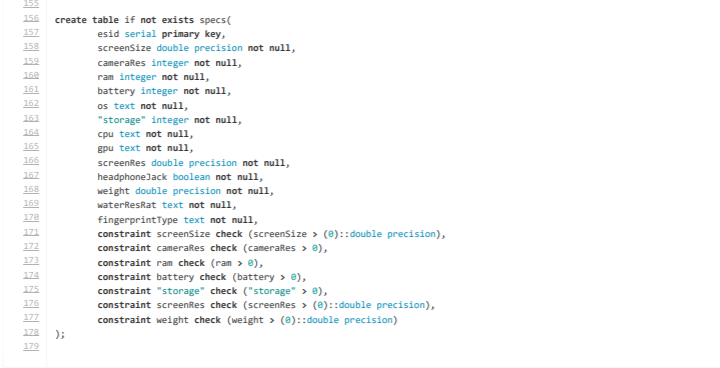 155
156 create table if not exists specs(
157 esid serial primary key,
158 screenSize double precision not null,
159 cameraRes integer not null,
160 ram integer not null,
161 battery integer not null,
162 os text not null,
163 "storage" integer not null,
164 cpu text not null,
165 gpu text not null,
166 screenRes double precision not null,
167 headphoneJack boolean not null,
168 weight double precision not null,
169 waterResRat text not null,
170 fingerprintType text not null,
171 constraint screenSize check (screenSize > (0)::double precision),
172 constraint cameraRes check (cameraRes > 0),
173 constraint ram check (ram > 0),
174 constraint battery check (battery > 0),
175 constraint "storage" check ("storage" > 0),
176 constraint screenRes check (screenRes > (0)::double precision),
177 constraint weight check (weight > (0)::double precision)
178 );
179